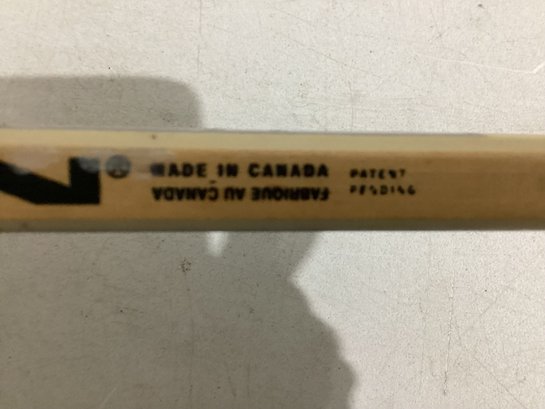 N®
MADE IN CANADA
FABRIQUE AU CANADA
PATENT
PENDING